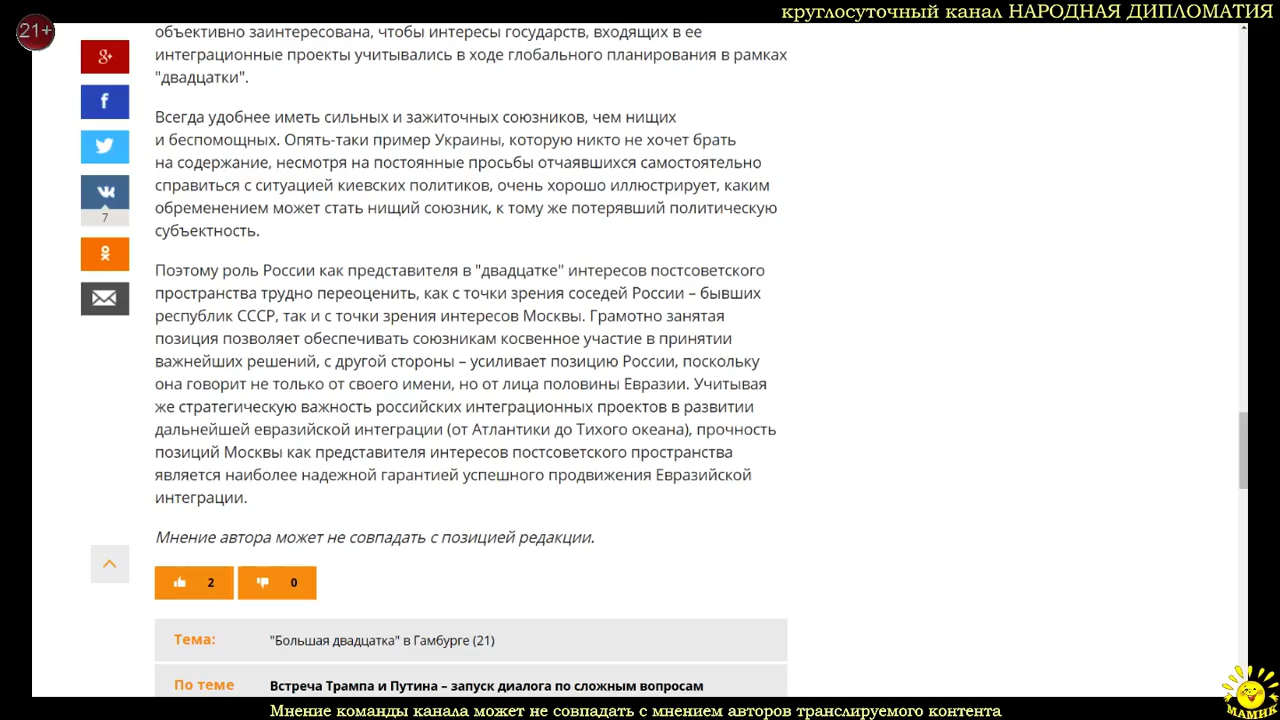 круглосуточный канал НАРОДНАЯ ДИПЛОМАТИЯ
21+
объективно заинтересована, чтобы интересы государств, входящих в ее
интеграционные проекты учитывались в ходе глобального планирования в рамках
"двадцатки".
Всегда удобнее иметь сильных и зажиточных союзников, чем нищих
и беспомощных. Опять-таки пример Украины, которую никто не хочет брать
на содержание, несмотря на постоянные просьбы отчаявшихся самостоятельно
справиться с ситуацией киевских политиков, очень хорошо иллюстрирует, каким
обременением может стать нищий союзник, к тому же потерявший политическую
субъектность.
7
Поэтому роль России как представителя в "двадцатке" интересов постсоветского
пространства трудно переоценить, как с точки зрения соседей России – бывших
республик СССР, так и с точки зрения интересов Москвы. Грамотно занятая
позиция позволяет обеспечивать союзникам косвенное участие в принятии
важнейших решений, с другой стороны – усиливает позицию России, поскольку
она говорит не только от своего имени, но от лица половины Евразии. Учитывая
же стратегическую важность российских интеграционных проектов в развитии
дальнейшей евразийской интеграции (от Атлантики до Тихого океана), прочность
позиций Москвы как представителя интересов постсоветского пространства
является наиболее надежной гарантией успешного продвижения Евразийской
интеграции.
Мнение автора может не совпадать с позицией редакции.
2 0
Тема: "Большая двадцатка" в Гамбурге (21)
По теме Встреча Трампа и Путина – запуск диалога по сложным вопросам
Мнение команды канала может не совпадать с мнением авторов транслируемого контента
МАМИК